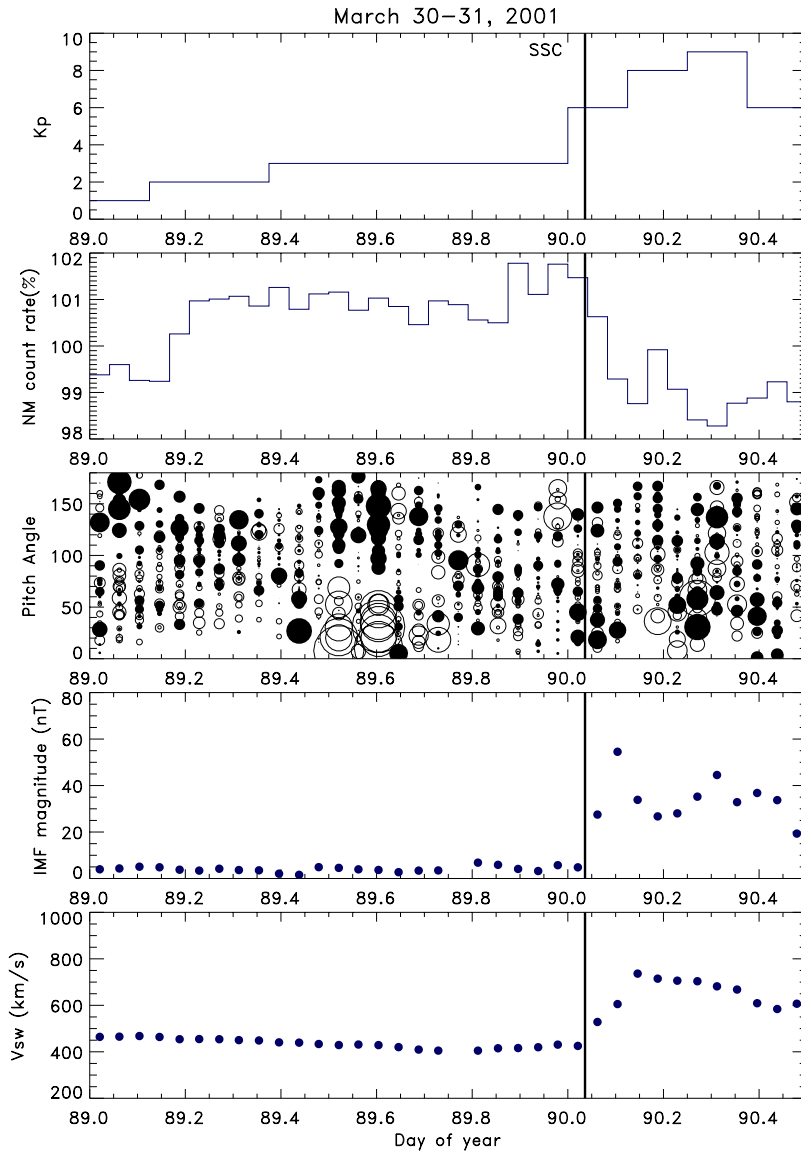 March 30-31, 2001
SSC
Kp
10
8
6
4
2
0
89.0 89.2 89.4 89.6 89.8 90.0 90.2 90.4
NM count rate(%)
102
101
100
99
98
89.0 89.2 89.4 89.6 89.8 90.0 90.2 90.4
Pitch Angle
150
100
50
0
89.0 89.2 89.4 89.6 89.8 90.0 90.2 90.4
IMF magnitude (nT)
80
60
40
20
0
89.0 89.2 89.4 89.6 89.8 90.0 90.2 90.4
Vsw (km/s)
1000
800
600
400
200
89.0 89.2 89.4 89.6 89.8 90.0 90.2 90.4
Day of year